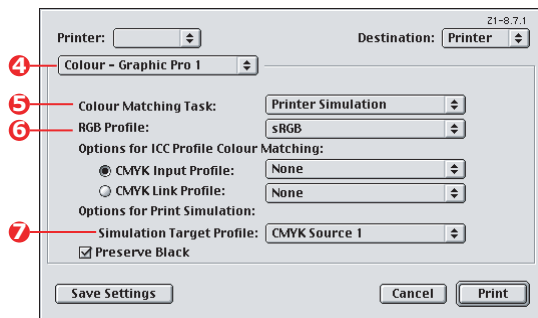 Z1-8.7.1
Printer: Destination: Printer
4 Colour - Graphic Pro 1
5 Colour Matching Task: Printer Simulation
6 RGB Profile: sRGB
Options for ICC Profile Colour Matching:
CMYK Input Profile: None
CMYK Link Profile: None
Options for Print Simulation:
7 Simulation Target Profile: CMYK Source 1
Preserve Black
Save Settings Cancel Print